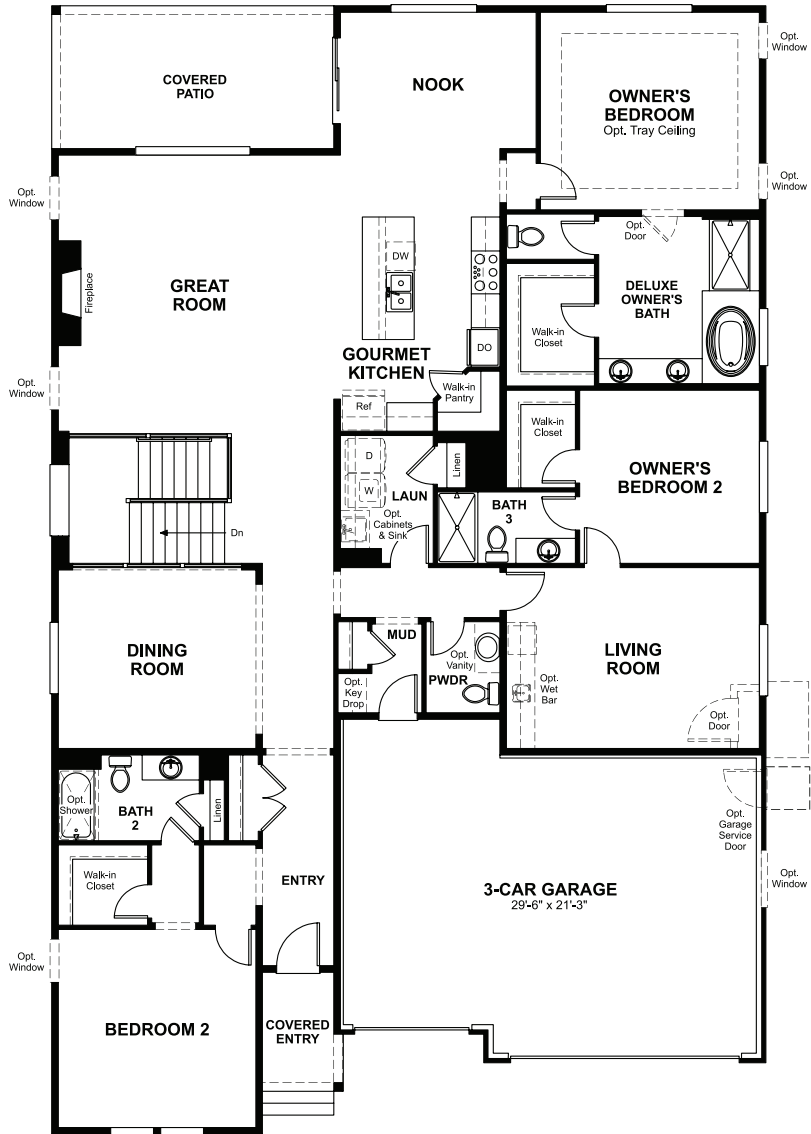 COVERED
PATIO
NOOK
OWNER'S
BEDROOM
Opt. Tray Ceiling
Opt.
Window
Opt.
Window
Opt.
Window
Opt.
Door
DELUXE
OWNER'S
BATH
Walk-in
Closet
DW
DO
GREAT
ROOM
Fireplace
GOURMET
KITCHEN
Walk-in
Pantry
Ref
Opt.
Window
Walk-in
Closet
OWNER'S
BEDROOM 2
D
W
LAUN
Opt.
Cabinets
& Sink
Linen
BATH
3
Dn
DINING
ROOM
MUD
Opt.
Key
Drop
Opt.
Vanity
PWDR
LIVING
ROOM
Opt.
Wet
Bar
Opt.
Door
Opt.
Shower
BATH
2
Linen
Walk-in
Closet
ENTRY
3-CAR GARAGE
29'-6" x 21'-3"
Opt.
Garage
Service
Door
Opt.
Window
Opt.
Window
BEDROOM 2
COVERED
ENTRY